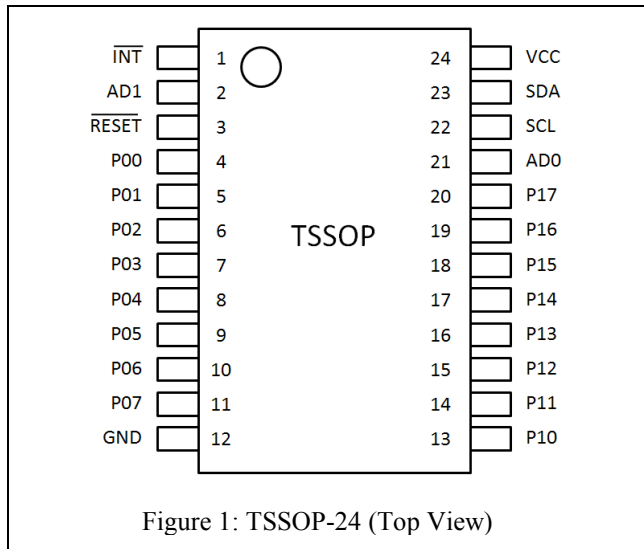 I̅N̅T̅ 1 24 VCC
AD1 2 23 SDA
R̅E̅S̅E̅T̅ 3 22 SCL
P00 4 21 AD0
P01 5 20 P17
P02 6 19 P16
TSSOP
P03 7 18 P15
P04 8 17 P14
P05 9 16 P13
P06 10 15 P12
P07 11 14 P11
GND 12 13 P10
Figure 1: TSSOP-24 (Top View)